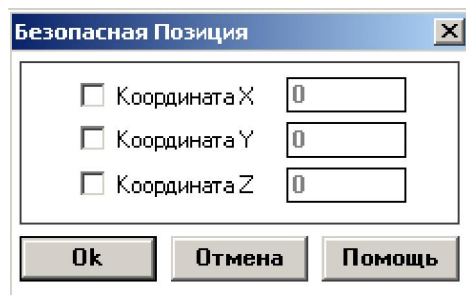 Безопасная Позиция
Координата X 0
Координата Y 0
Координата Z 0
Ok Отмена Помощь